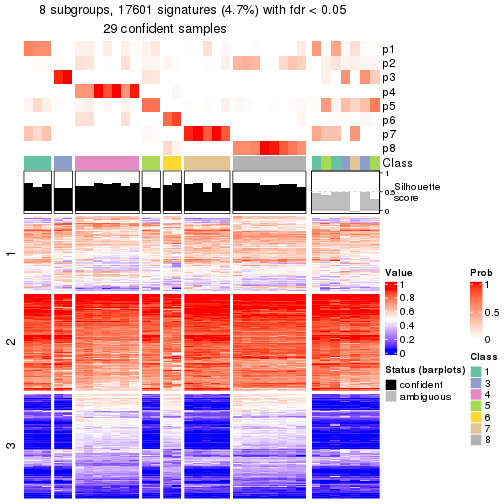 8 subgroups, 17601 signatures (4.7%) with fdr < 0.05
29 confident samples
p1
p2
p3
p4
p5
p6
p7
p8
Class
1
0.5
0
Silhouette
score
1
2
3
Value
1
0.8
0.6
0.4
0.2
0
Status (barplots)
confident
ambiguous
Prob
1
0.5
0
Class
1
3
4
5
6
7
8